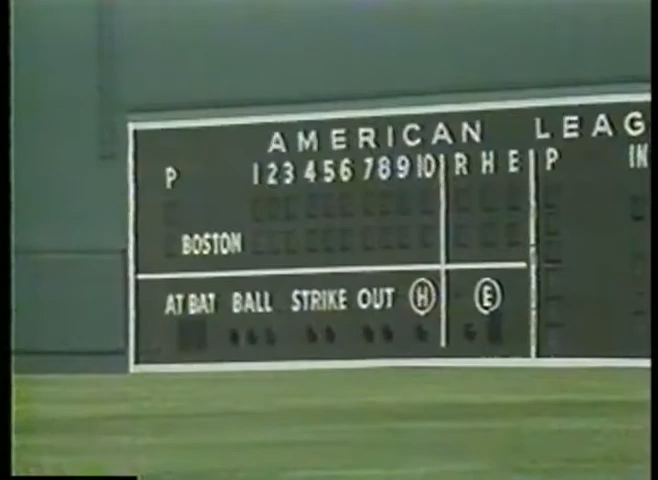 AMERICAN LEAG
P 1 2 3 4 5 6 7 8 9 10 R H E P IN
BOSTON
AT BAT BALL STRIKE OUT H E